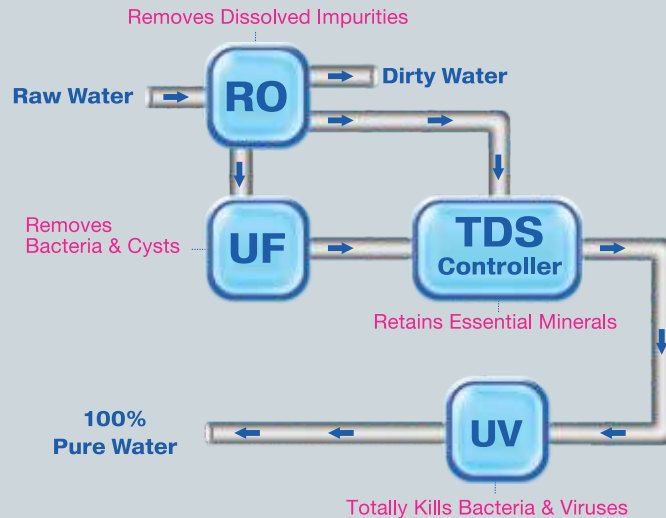 Removes Dissolved Impurities
Raw Water
RO
Dirty Water
Removes
Bacteria & Cysts
UF
TDS
Controller
Retains Essential Minerals
100%
Pure Water
UV
Totally Kills Bacteria & Viruses